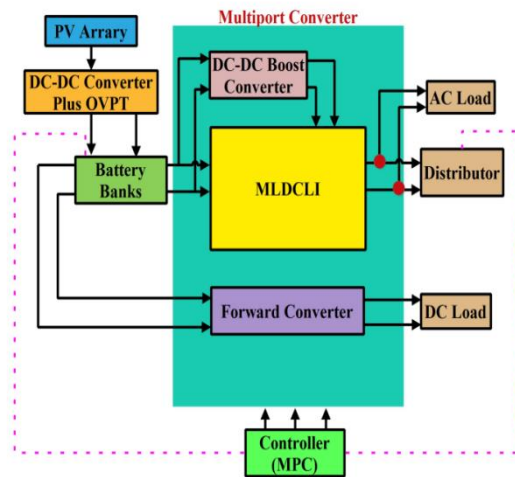 Multiport Converter
PV Arrary
DC-DC Converter
Plus OVPT
DC-DC Boost
Converter
AC Load
Battery
Banks
MLDCLI
Distributor
Forward Converter
DC Load
Controller
(MPC)